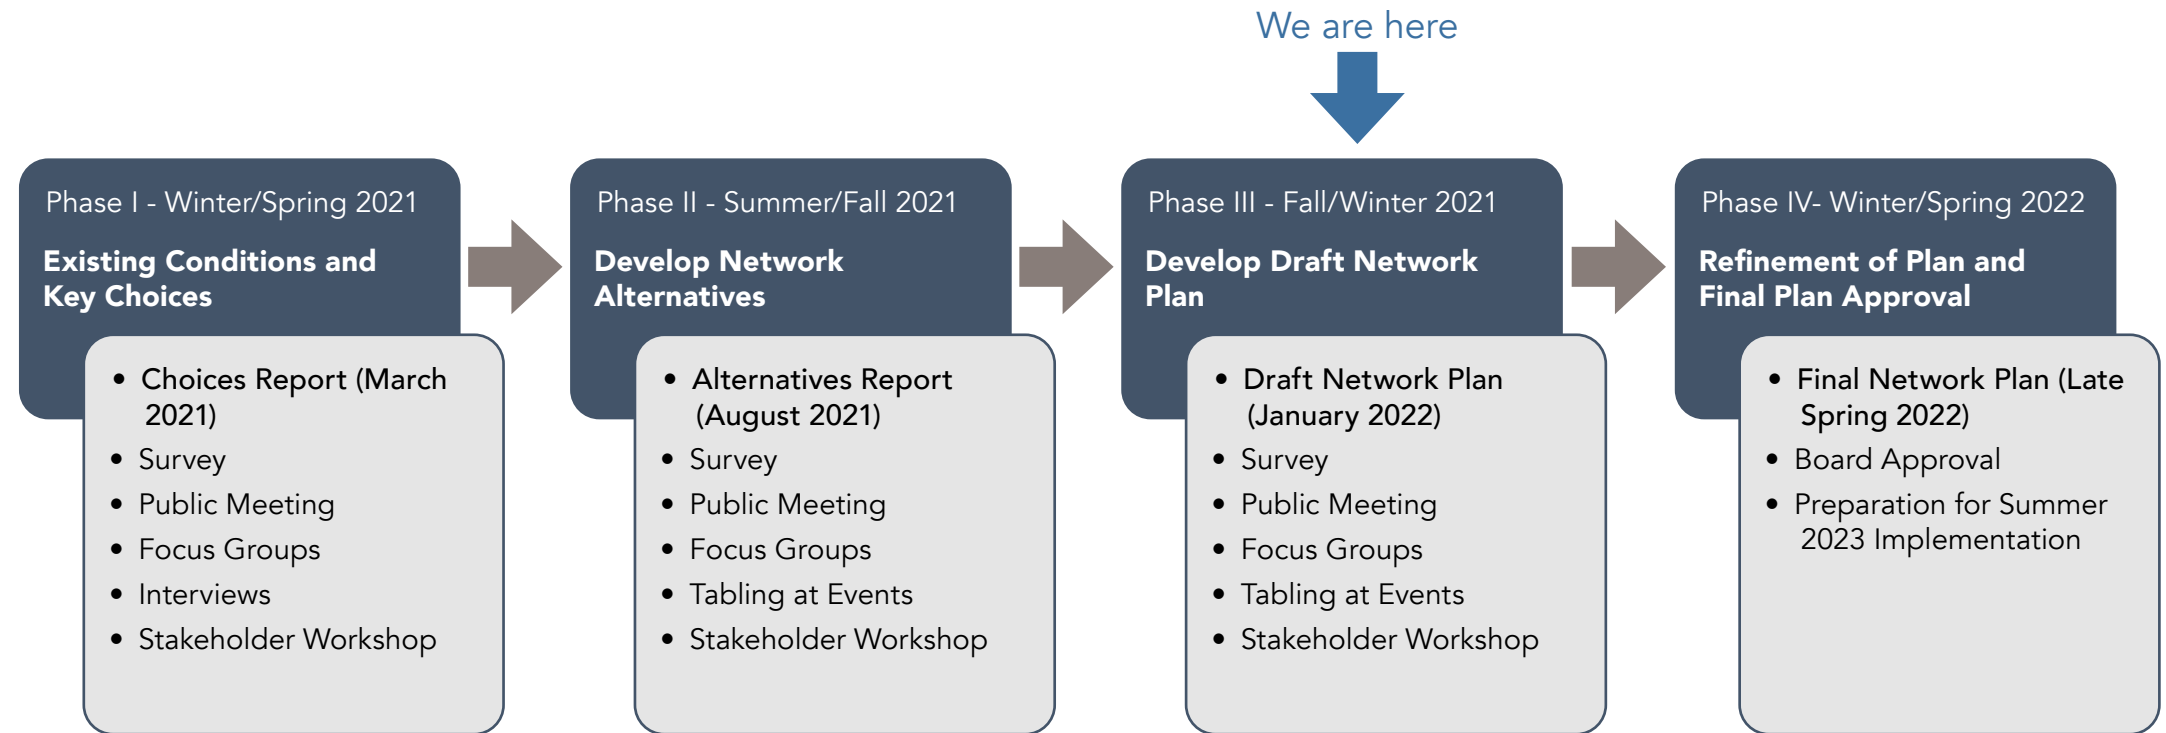 We are here
Phase I - Winter/Spring 2021
Existing Conditions and
Key Choices
• Choices Report (March
2021)
• Survey
• Public Meeting
• Focus Groups
• Interviews
• Stakeholder Workshop
Phase II - Summer/Fall 2021
Develop Network
Alternatives
• Alternatives Report
(August 2021)
• Survey
• Public Meeting
• Focus Groups
• Tabling at Events
• Stakeholder Workshop
Phase III - Fall/Winter 2021
Develop Draft Network
Plan
• Draft Network Plan
(January 2022)
• Survey
• Public Meeting
• Focus Groups
• Tabling at Events
• Stakeholder Workshop
Phase IV- Winter/Spring 2022
Refinement of Plan and
Final Plan Approval
• Final Network Plan (Late
Spring 2022)
• Board Approval
• Preparation for Summer
2023 Implementation